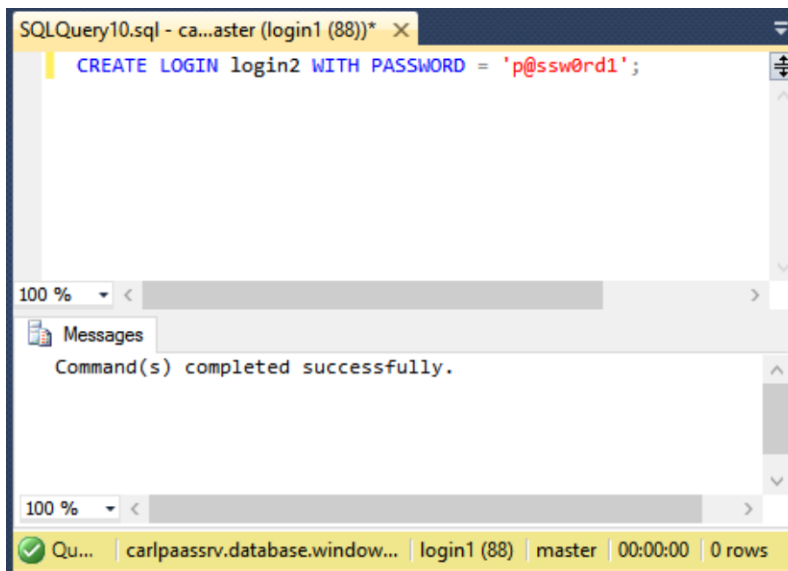 SQLQuery10.sql - ca...aster (login1 (88))*
CREATE LOGIN login2 WITH PASSWORD = 'p@ssw0rd1';
100 %
Messages
Command(s) completed successfully.
100 %
Qu... carlpaassrv.database.window... login1 (88) master 00:00:00 0 rows